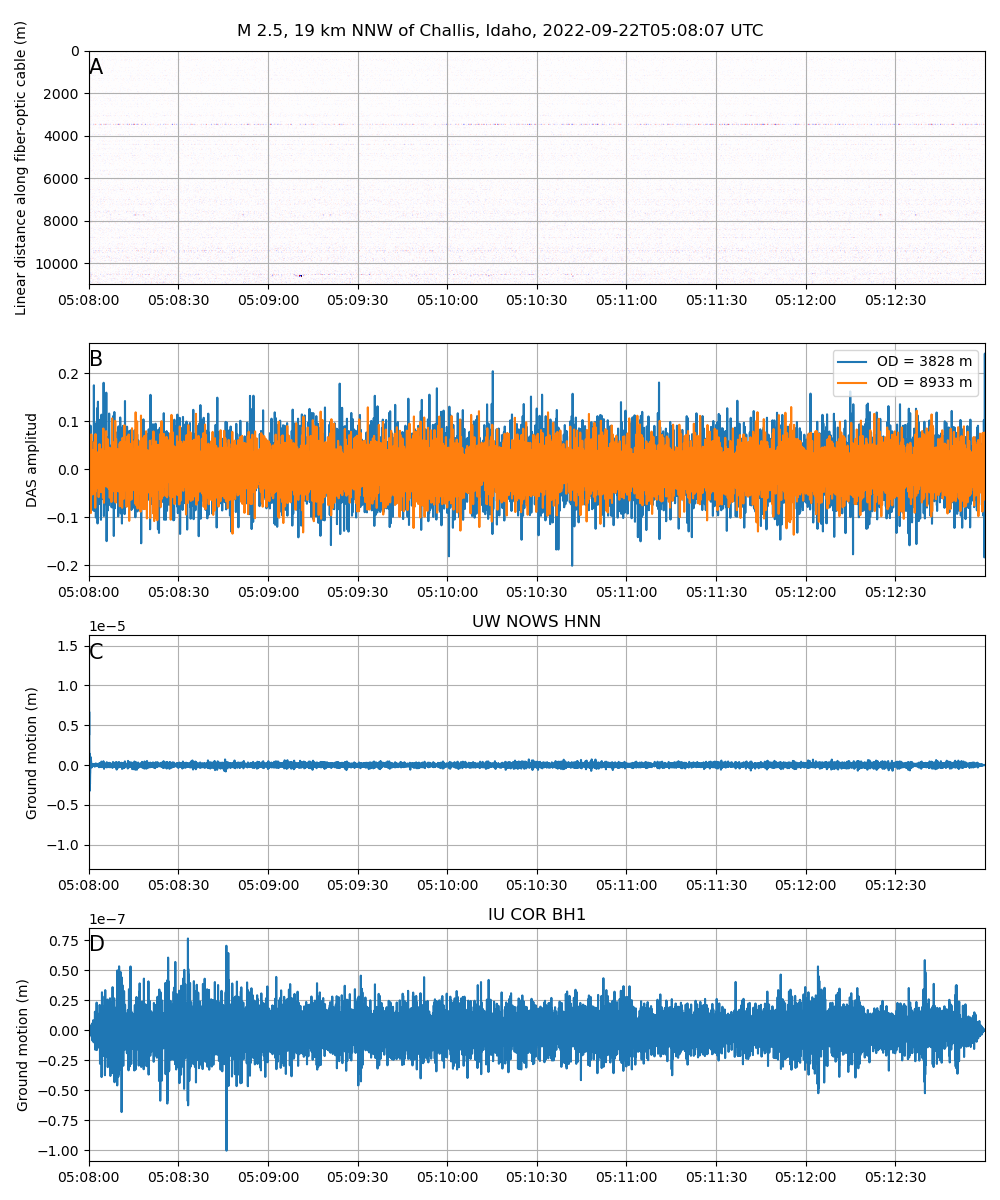 M 2.5, 19 km NNW of Challis, Idaho, 2022-09-22T05:08:07 UTC
Linear distance along fiber-optic cable (m)
A
0
2000
4000
6000
8000
10000
05:08:00 05:08:30 05:09:00 05:09:30 05:10:00 05:10:30 05:11:00 05:11:30 05:12:00 05:12:30
DAS amplitud
B
OD = 3828 m
OD = 8933 m
0.2
0.1
0.0
−0.1
−0.2
05:08:00 05:08:30 05:09:00 05:09:30 05:10:00 05:10:30 05:11:00 05:11:30 05:12:00 05:12:30
UW NOWS HNN
1e−5
Ground motion (m)
C
1.5
1.0
0.5
0.0
−0.5
−1.0
05:08:00 05:08:30 05:09:00 05:09:30 05:10:00 05:10:30 05:11:00 05:11:30 05:12:00 05:12:30
IU COR BH1
1e−7
Ground motion (m)
D
0.75
0.50
0.25
0.00
−0.25
−0.50
−0.75
−1.00
05:08:00 05:08:30 05:09:00 05:09:30 05:10:00 05:10:30 05:11:00 05:11:30 05:12:00 05:12:30